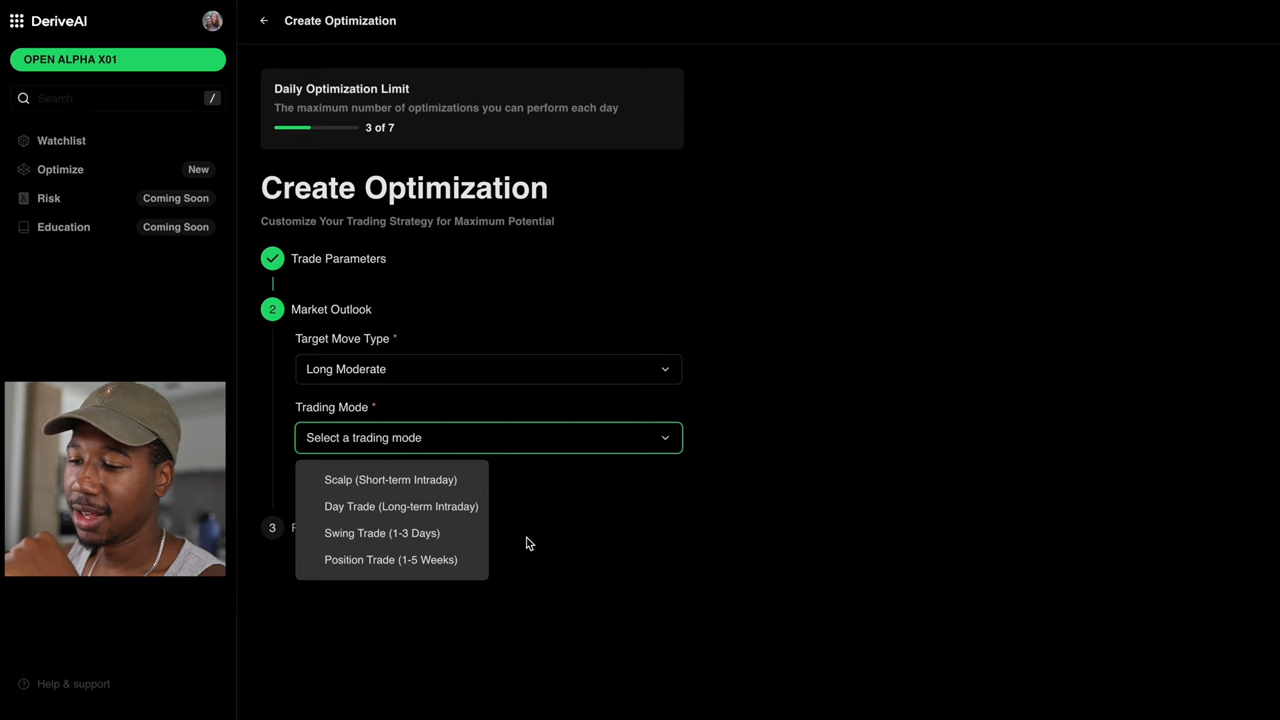 DeriveAI
OPEN ALPHA X01
Search
/
Watchlist
Optimize
New
Risk
Coming Soon
Education
Coming Soon
Help & support
Create Optimization
Daily Optimization Limit
The maximum number of optimizations you can perform each day
3 of 7
Create Optimization
Customize Your Trading Strategy for Maximum Potential
Trade Parameters
2
Market Outlook
Target Move Type *
Long Moderate
Trading Mode *
Select a trading mode
Scalp (Short-term Intraday)
Day Trade (Long-term Intraday)
Swing Trade (1-3 Days)
Position Trade (1-5 Weeks)
3